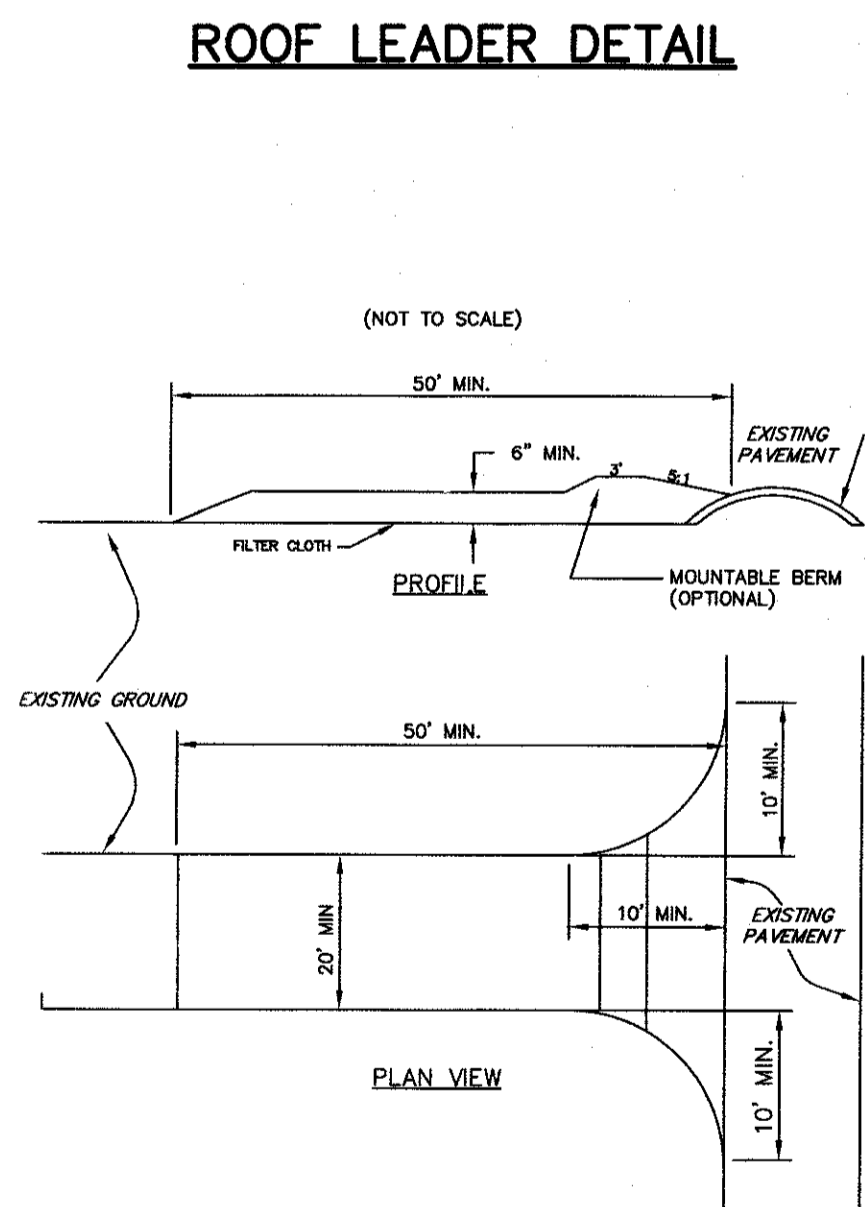 ROOF LEADER DETAIL
(NOT TO SCALE)
50' MIN.
6" MIN.
3'
5:1
EXISTING
PAVEMENT
FILTER CLOTH
PROFILE
MOUNTABLE BERM
(OPTIONAL)
EXISTING GROUND
50' MIN.
10' MIN.
20' MIN
10' MIN.
EXISTING
PAVEMENT
PLAN VIEW
10' MIN.